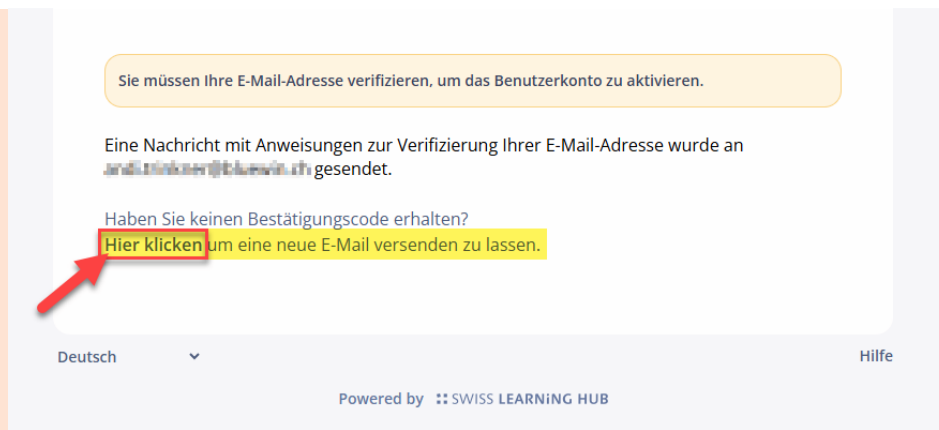 Sie müssen Ihre E-Mail-Adresse verifizieren, um das Benutzerkonto zu aktivieren.
Eine Nachricht mit Anweisungen zur Verifizierung Ihrer E-Mail-Adresse wurde an
gesendet.
Haben Sie keinen Bestätigungscode erhalten?
Hier klicken um eine neue E-Mail versenden zu lassen.
Deutsch Hilfe
Powered by SWISS LEARNiNG HUB